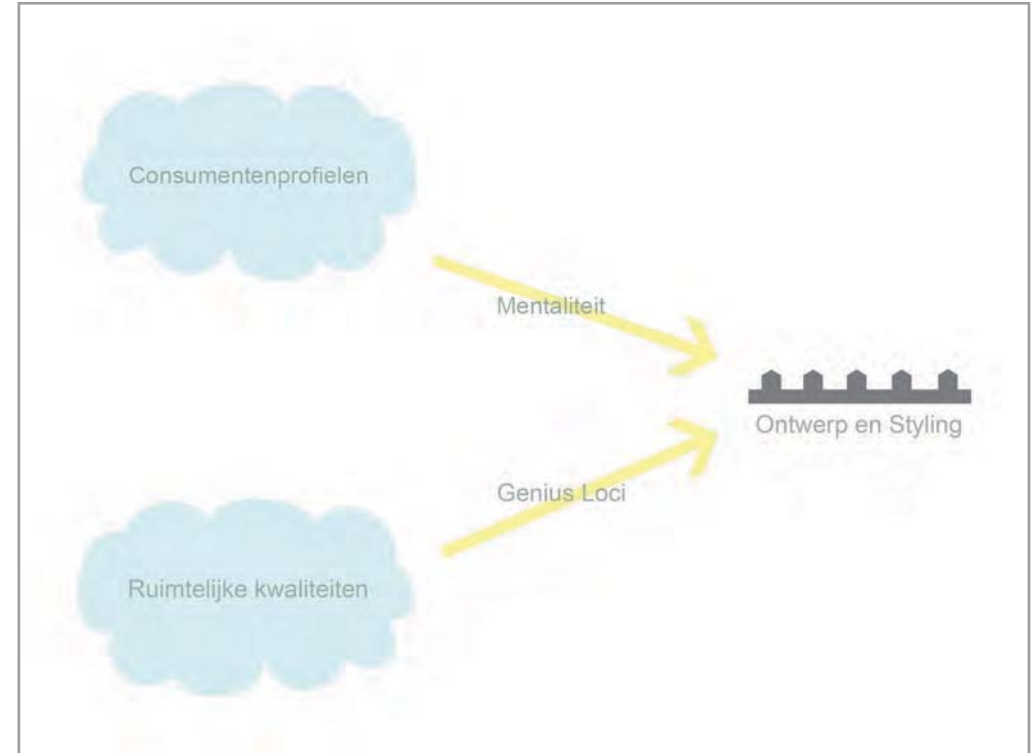 Consumentenprofielen
Mentaliteit
Ontwerp en Styling
Genius Loci
Ruimtelijke kwaliteiten